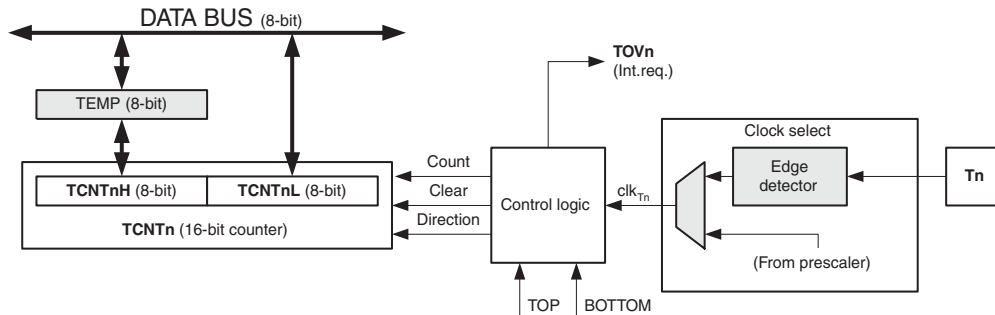 DATA BUS (8-bit)
TOVn
(Int.req.)
TEMP (8-bit)
Clock select
Count
Edge
detector
Tn
TCNTnH (8-bit)
TCNTnL (8-bit)
Clear
Control logic
clkTn
TCNTn (16-bit counter)
Direction
(From prescaler)
TOP
BOTTOM